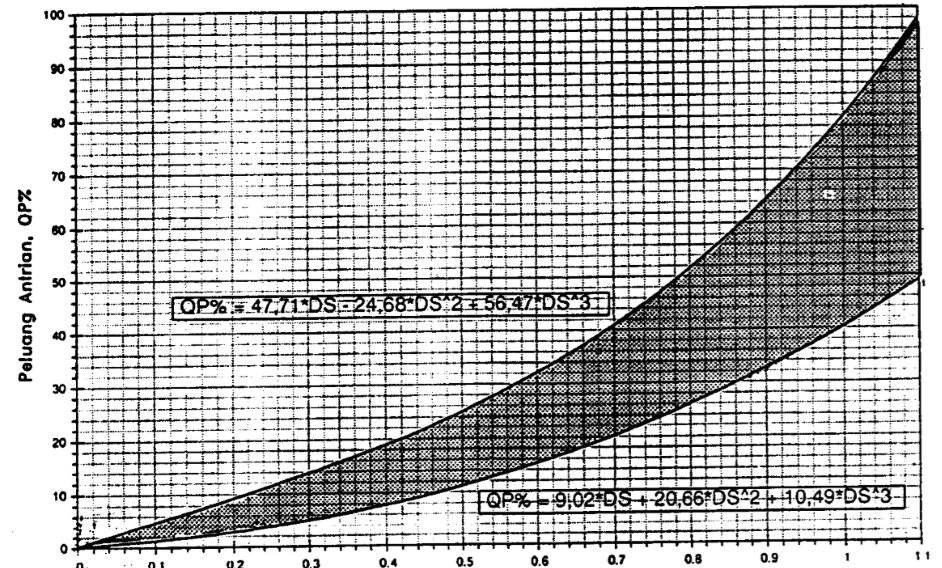 100
90
80
70
60
50
40
30
20
10
0
Peluang Antrian, QP%
QP% = 47,71*DS - 24,68*DS^2 + 56,47*DS^3
QP% = 9,02*DS + 20,66*DS^2 + 10,49*DS^3
0. 0.1 0.2 0.3 0.4 0.5 0.6 0.7 0.8 0.9 1 1 1